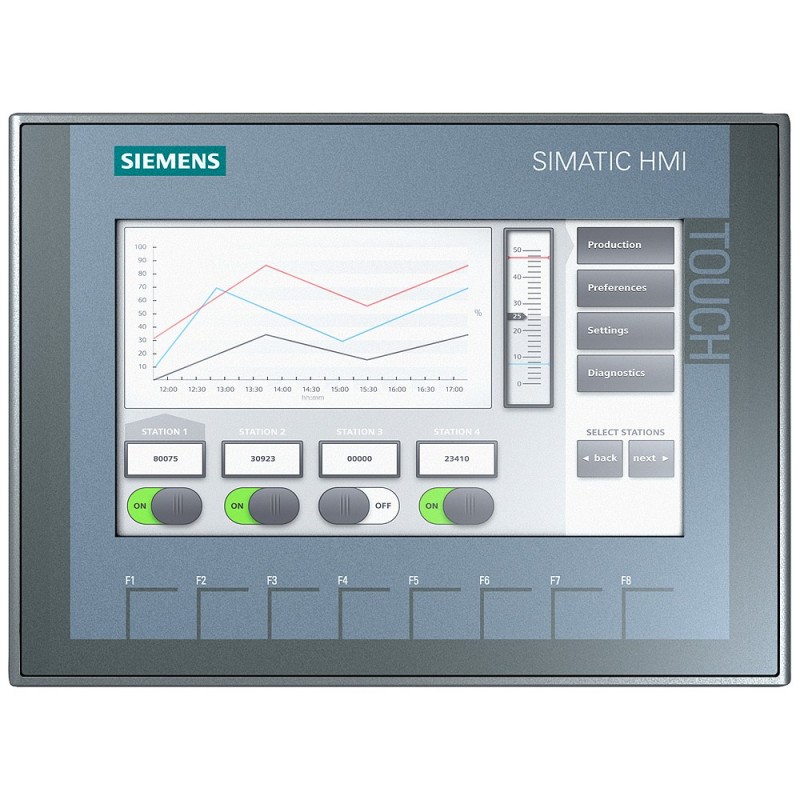 SIEMENS
SIMATIC HMI
TOUCH
100
90
80
70
60
50
40
30
20
10
%
12:00 12:30 13:00 13:30 14:00 14:30 15:00 15:30 16:00 16:30 17:00
hh:mm
50
40
30
25
20
10
0
Production
Preferences
Settings
Diagnostics
SELECT STATIONS
◄ back next ►
STATION 1 STATION 2 STATION 3 STATION 4
80075 30923 00000 23410
ON ON OFF ON
F1 F2 F3 F4 F5 F6 F7 F8